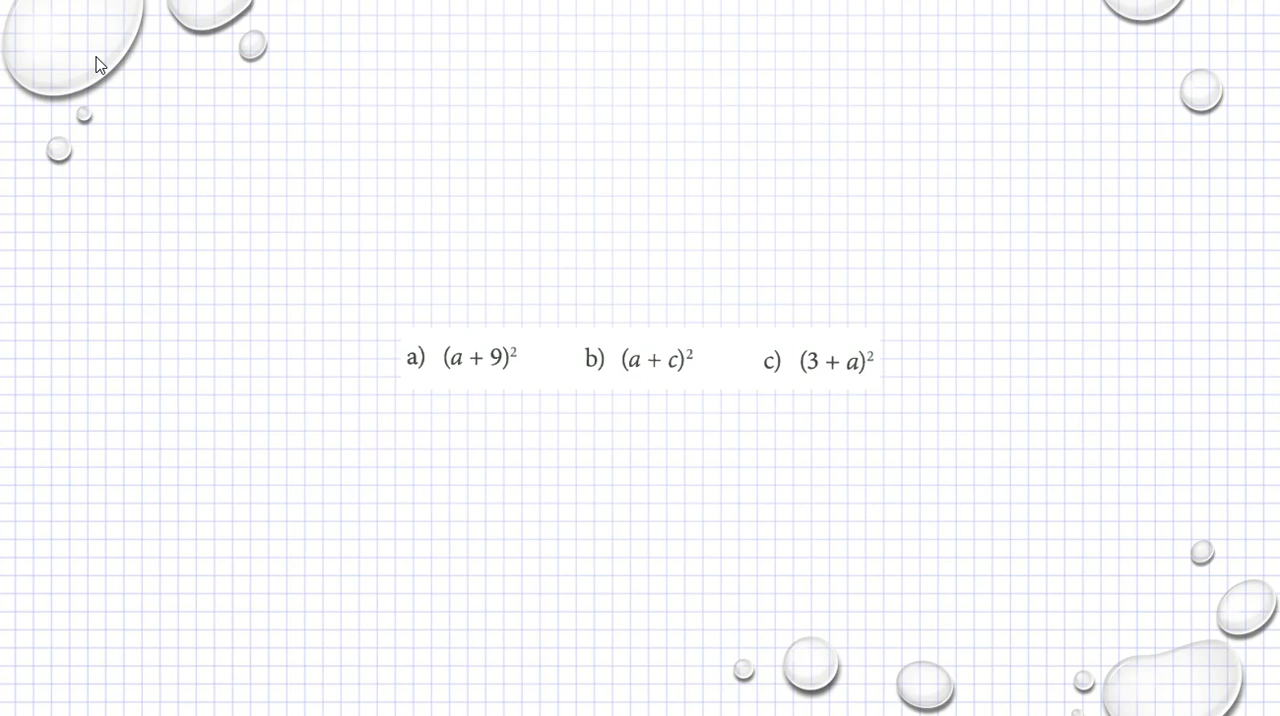 a) (a + 9)² b) (a + c)² c) (3 + a)²